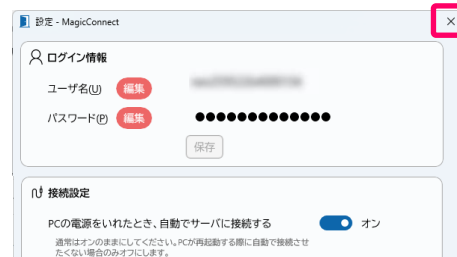 設定 - MagicConnect
ログイン情報
ユーザ名(U) 編集
パスワード(P) 編集 ●●●●●●●●●●●●●
保存
接続設定
PCの電源をいれたとき、自動でサーバに接続する オン
通常はオンのままにしてください。PCが再起動する際に自動で接続させ
たくない場合のみオフにします。